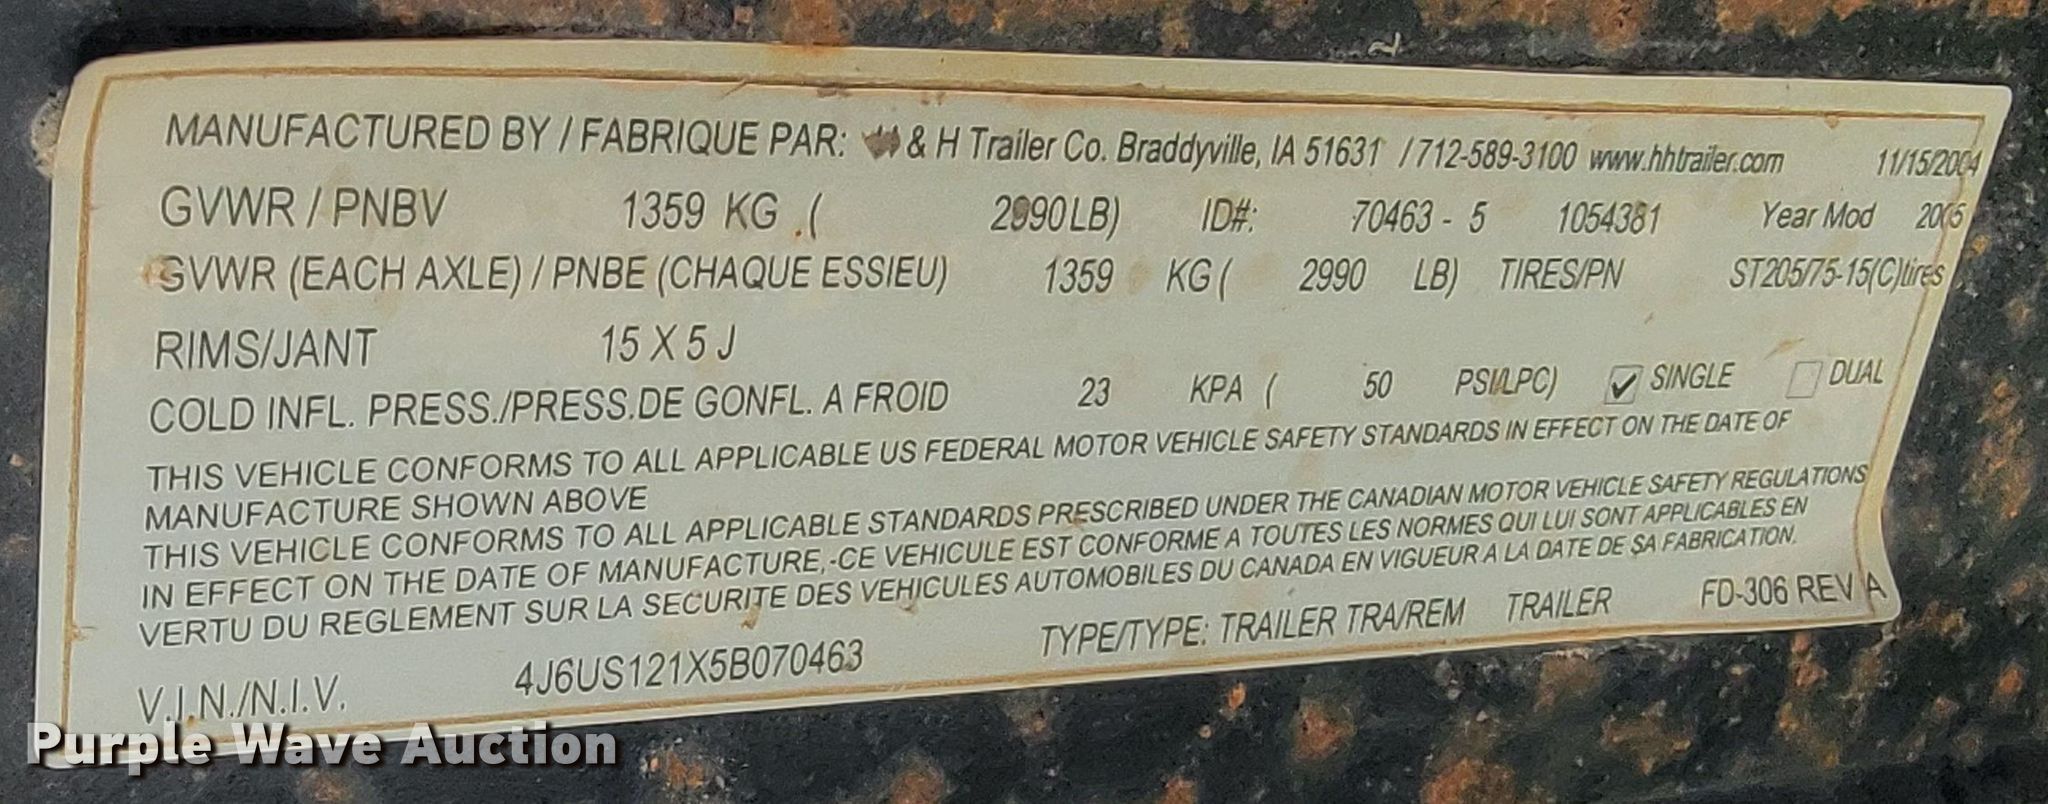 MANUFACTURED BY / FABRIQUE PAR: & H Trailer Co. Braddyville, IA 51631 / 712-589-3100 www.hhtrailer.com 11/15/2004
GVWR / PNBV 1359 KG ( 2990LB) ID#: 70463 - 5 1054381 Year Mod 2005
GVWR (EACH AXLE) / PNBE (CHAQUE ESSIEU) 1359 KG ( 2990 LB) TIRES/PN ST205/75-15(C)tires
RIMS/JANT 15 X 5 J
COLD INFL. PRESS./PRESS.DE GONFL. A FROID 23 KPA ( 50 PSI/LPC) SINGLE DUAL
THIS VEHICLE CONFORMS TO ALL APPLICABLE US FEDERAL MOTOR VEHICLE SAFETY STANDARDS IN EFFECT ON THE DATE OF
MANUFACTURE SHOWN ABOVE
THIS VEHICLE CONFORMS TO ALL APPLICABLE STANDARDS PRESCRIBED UNDER THE CANADIAN MOTOR VEHICLE SAFETY REGULATIONS
IN EFFECT ON THE DATE OF MANUFACTURE,-CE VEHICULE EST CONFORME A TOUTES LES NORMES QUI LUI SONT APPLICABLES EN
VERTU DU REGLEMENT SUR LA SECURITE DES VEHICULES AUTOMOBILES DU CANADA EN VIGUEUR A LA DATE DE SA FABRICATION.
V.I.N./N.I.V. 4J6US121X5B070463 TYPE/TYPE: TRAILER TRA/REM TRAILER FD-306 REV A
Purple Wave Auction